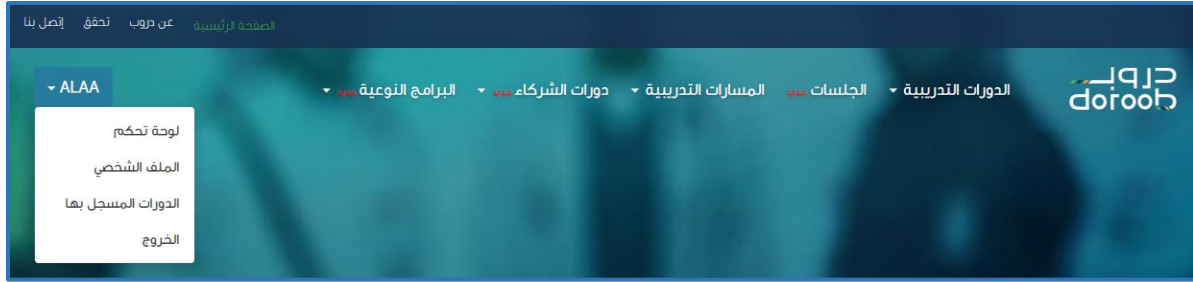 الصفحة الرئيسية عن دروب تحقق إتصل بنا
دروب
doroob
الدورات التدريبية الجلسات جديد المسارات التدريبية دورات الشركاء جديد البرامج النوعية جديد
ALAA
لوحة تحكم
الملف الشخصي
الدورات المسجل بها
الخروج